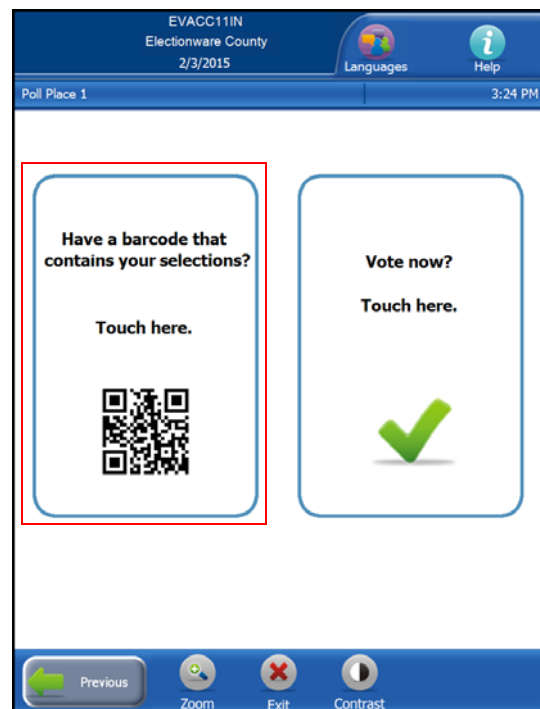 EVACC11IN
Electionware County
2/3/2015
Languages
Help
Poll Place 1
3:24 PM
Have a barcode that
contains your selections?
Touch here.
Vote now?
Touch here.
Previous
Zoom
Exit
Contrast